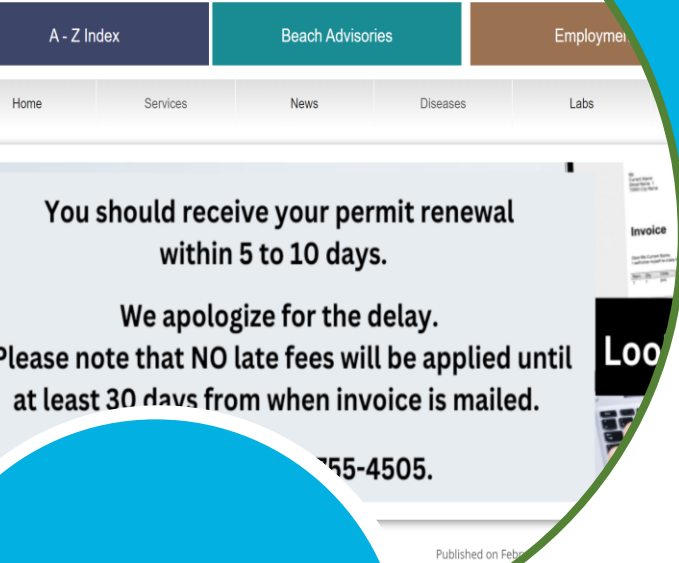 A - Z Index
Beach Advisories
Home
Services
News
Diseases
Labs
You should receive your permit renewal
within 5 to 10 days.
We apologize for the delay.
Please note that NO late fees will be applied until
at least 30 days from when invoice is mailed.
755-4505.
Invoice
Published on